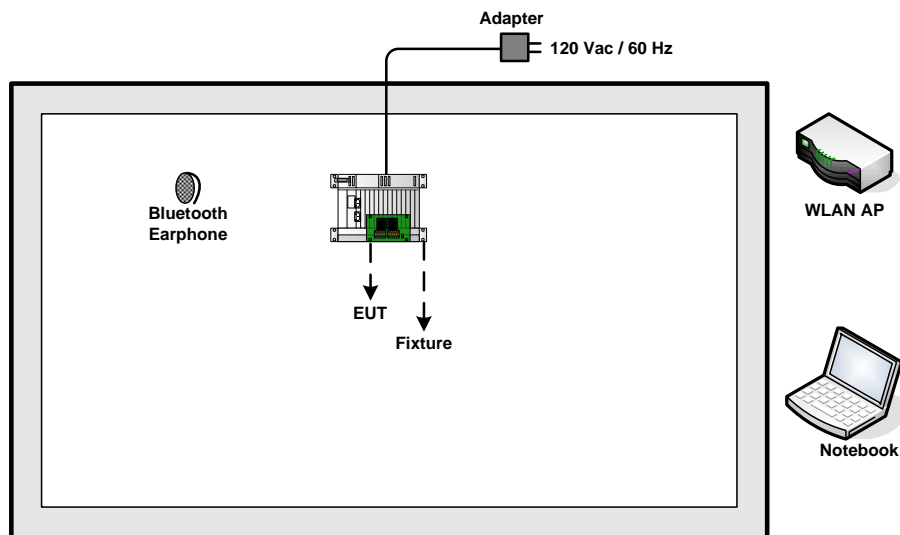 Adapter
120 Vac / 60 Hz
Bluetooth
Earphone
WLAN AP
EUT
Fixture
Notebook